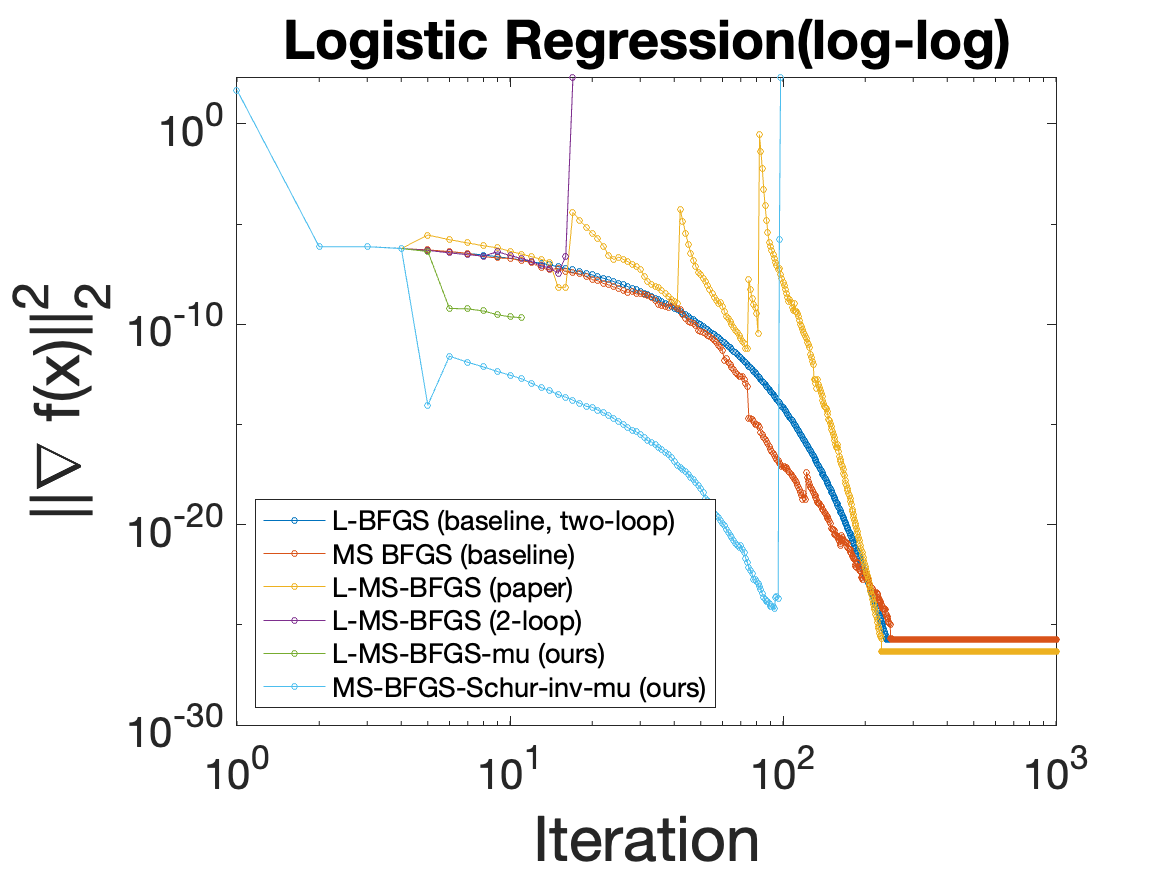 Logistic Regression(log-log)
10^0
10^-10
10^-20
10^-30
||∇ f(x)||_2^2
L-BFGS (baseline, two-loop)
MS BFGS (baseline)
L-MS-BFGS (paper)
L-MS-BFGS (2-loop)
L-MS-BFGS-mu (ours)
MS-BFGS-Schur-inv-mu (ours)
10^0 10^1 10^2 10^3
Iteration